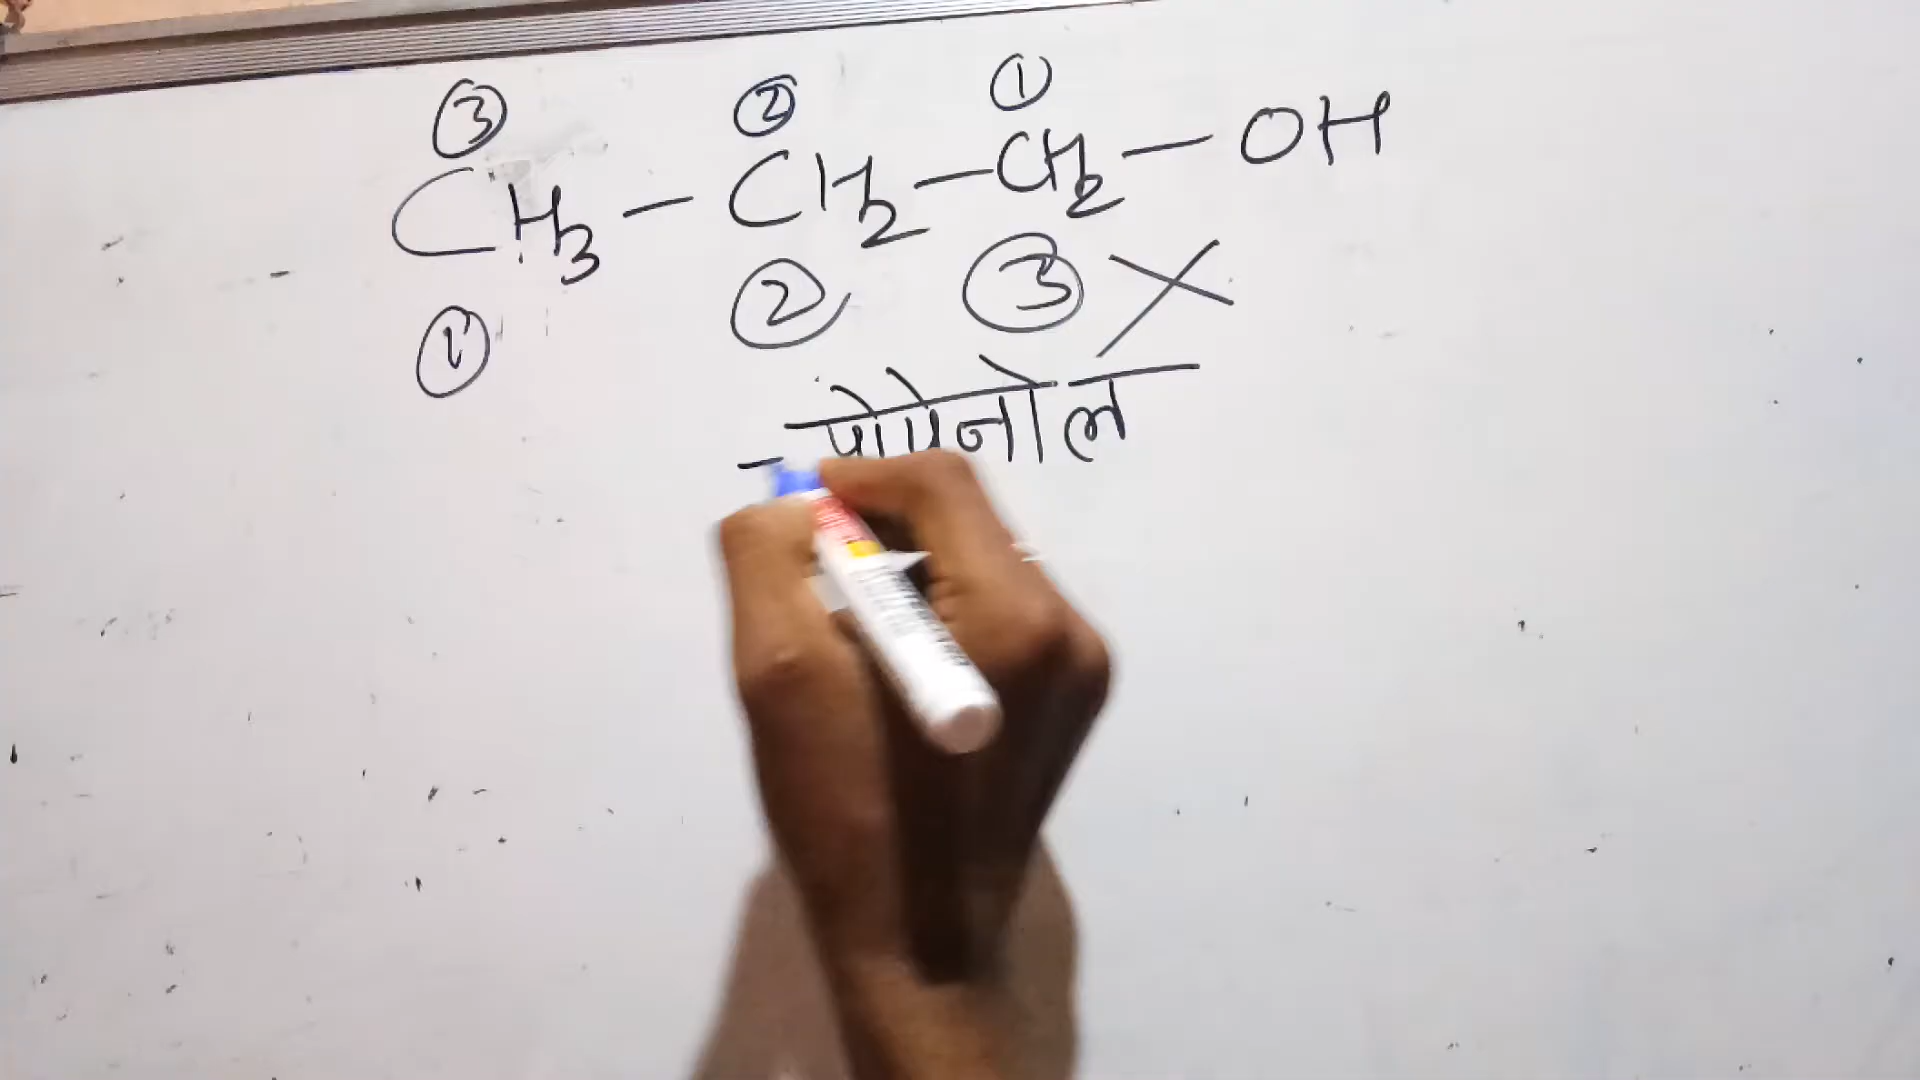 ③ ② ①
CH₃ – CH₂ – CH₂ – OH
① ② ③ ×
– प्रोपेनोल